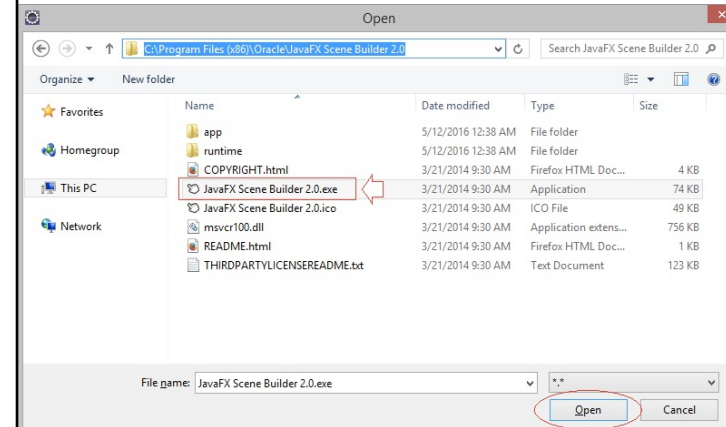 Open
C:\Program Files (x86)\Oracle\JavaFX Scene Builder 2.0
Search JavaFX Scene Builder 2.0
Organize New folder
Name Date modified Type Size
Favorites
Homegroup
This PC
Network
app 5/12/2016 12:38 AM File folder
runtime 5/12/2016 12:38 AM File folder
COPYRIGHT.html 3/21/2014 9:30 AM Firefox HTML Doc... 4 KB
JavaFX Scene Builder 2.0.exe 3/21/2014 9:30 AM Application 74 KB
JavaFX Scene Builder 2.0.ico 3/21/2014 9:30 AM ICO File 49 KB
msvcr100.dll 3/21/2014 9:30 AM Application extens... 756 KB
README.html 3/21/2014 9:30 AM Firefox HTML Doc... 1 KB
THIRDPARTYLICENSEREADME.txt 3/21/2014 9:30 AM Text Document 123 KB
File name: JavaFX Scene Builder 2.0.exe *.*
Open Cancel